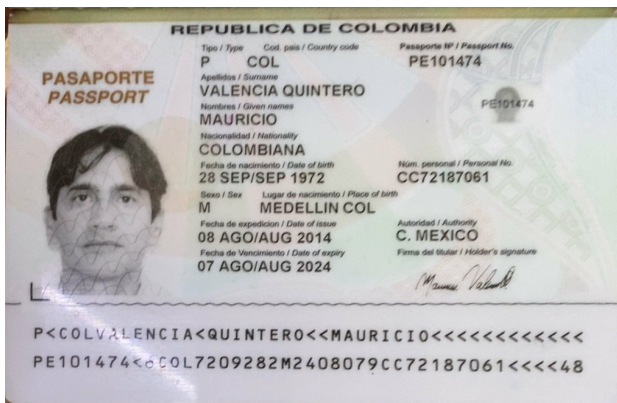 REPUBLICA DE COLOMBIA
PASAPORTE
PASSPORT
Tipo / Type Cod. pais / Country code Pasaporte Nº / Passport No.
P COL PE101474
Apellidos / Surname
VALENCIA QUINTERO
Nombres / Given names
MAURICIO
PE101474
Nacionalidad / Nationality
COLOMBIANA
Fecha de nacimiento / Date of birth Núm. personal / Personal No.
28 SEP/SEP 1972 CC72187061
Sexo / Sex Lugar de nacimiento / Place of birth
M MEDELLIN COL
Fecha de expedicion / Date of issue Autoridad / Authority
08 AGO/AUG 2014 C. MEXICO
Fecha de Vencimiento / Date of expiry Firma del titular / Holder's signature
07 AGO/AUG 2024
P<COLVALENCIA<QUINTERO<<MAURICIO<<<<<<<<<<<<
PE101474<6COL7209282M2408079CC72187061<<<<48